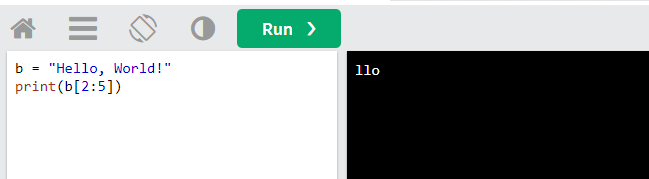 Run ❯
b = "Hello, World!"
print(b[2:5])
llo